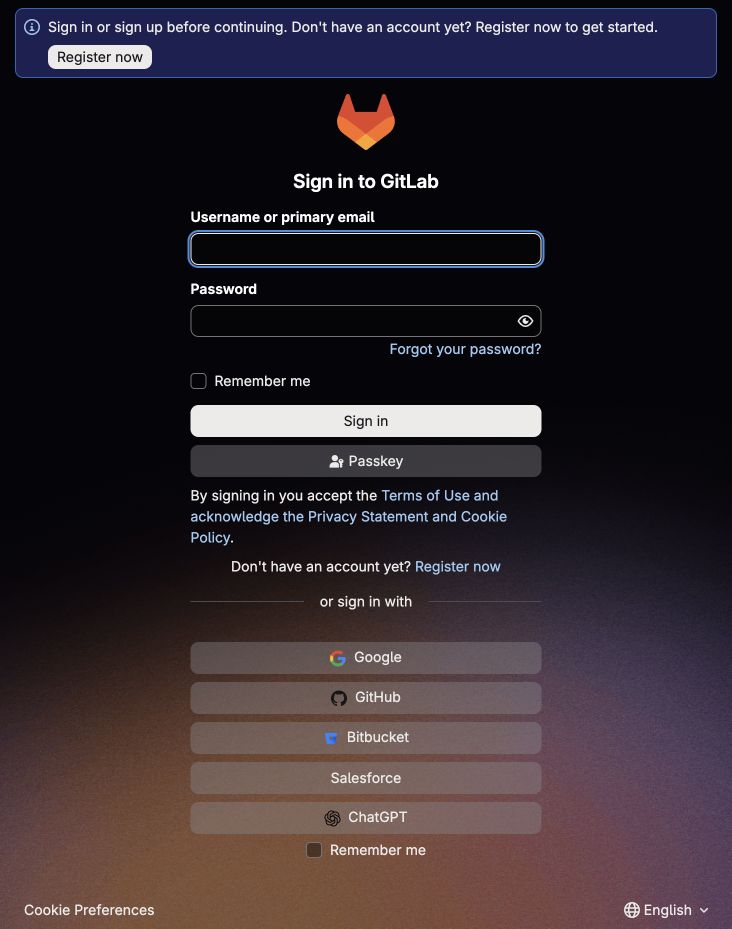 Sign in or sign up before continuing. Don't have an account yet? Register now to get started.
Register now
Sign in to GitLab
Username or primary email
Password
Forgot your password?
Remember me
Sign in
Passkey
By signing in you accept the Terms of Use and
acknowledge the Privacy Statement and Cookie
Policy.
Don't have an account yet? Register now
or sign in with
Google
GitHub
Bitbucket
Salesforce
ChatGPT
Remember me
Cookie Preferences
English